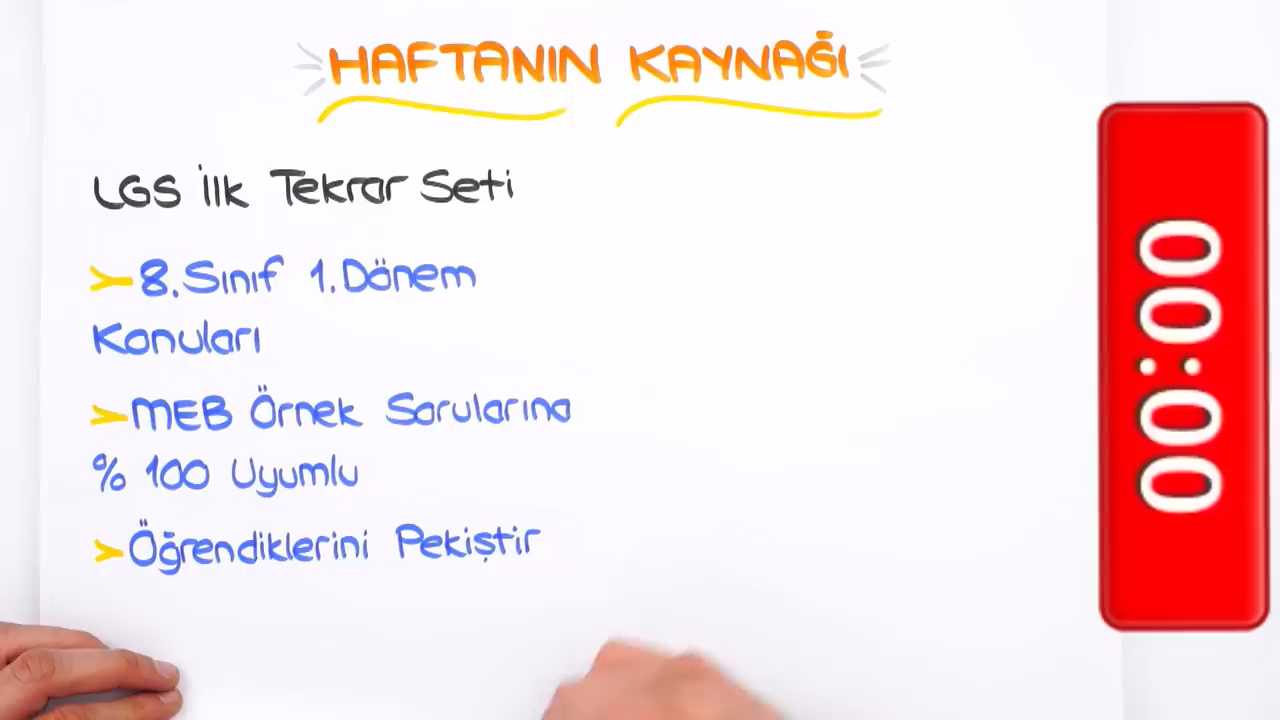 HAFTANIN KAYNAĞI
LGS İlk Tekrar Seti
➤8.Sınıf 1.Dönem
Konuları
➤MEB Örnek Sorularına
% 100 Uyumlu
➤Öğrendiklerini Pekiştir
00:00